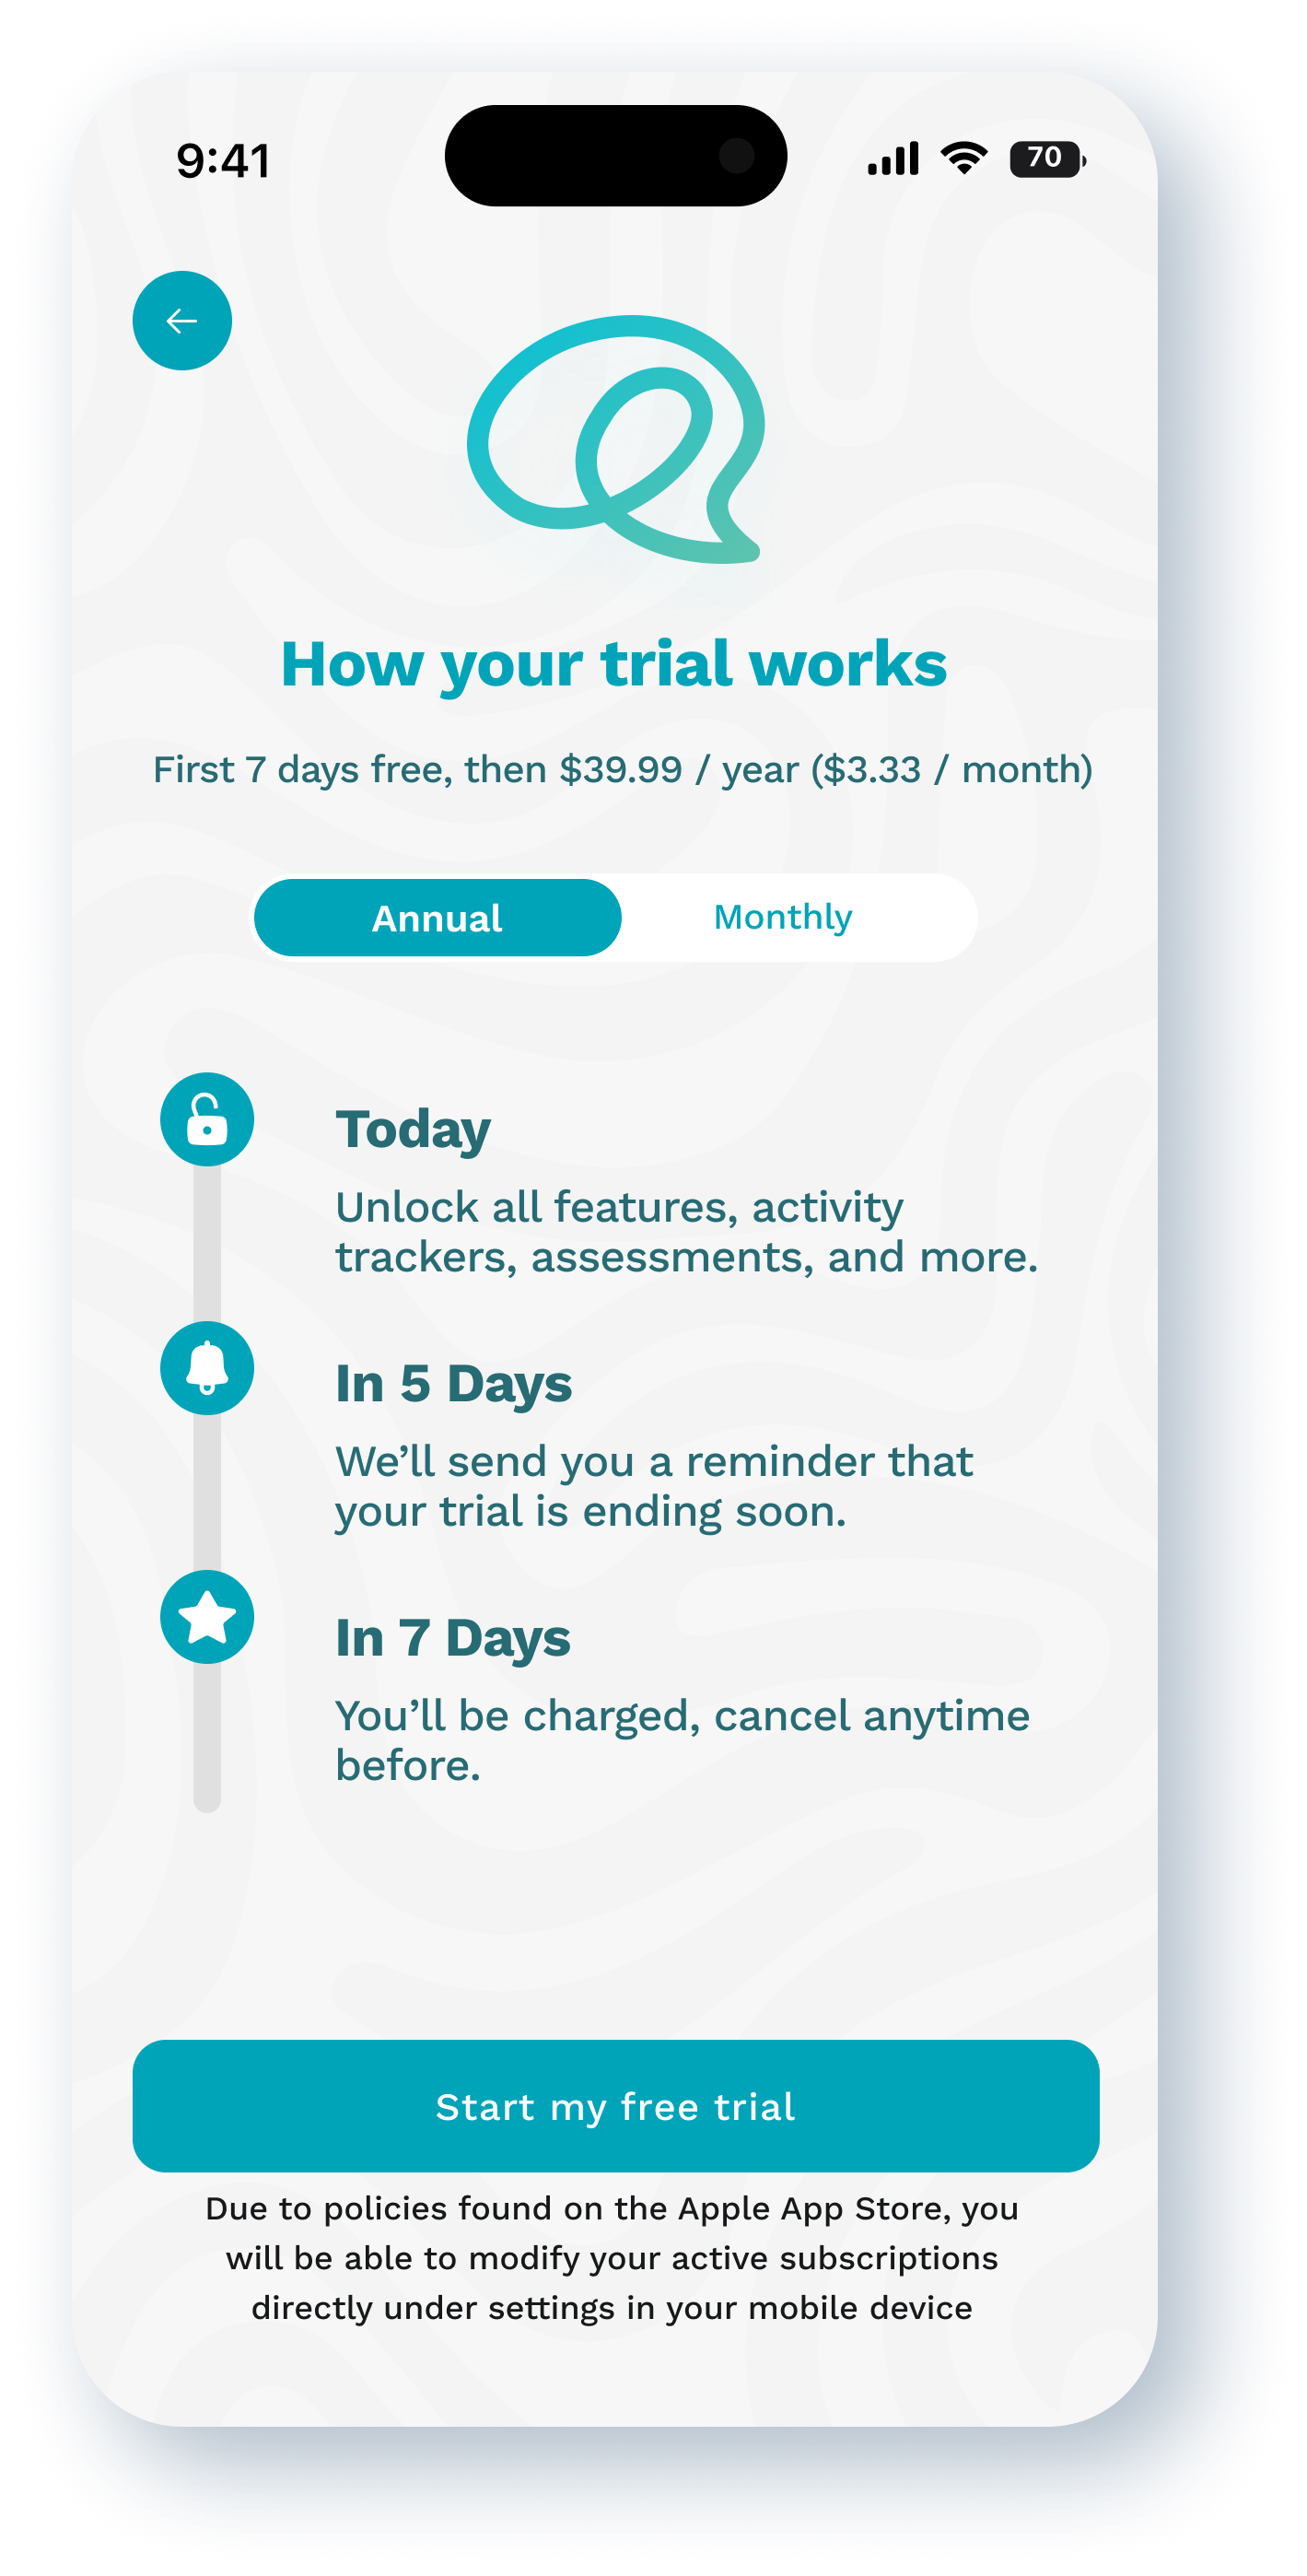 9:41
70
How your trial works
First 7 days free, then $39.99 / year ($3.33 / month)
Annual
Monthly
Today
Unlock all features, activity
trackers, assessments, and more.
In 5 Days
We’ll send you a reminder that
your trial is ending soon.
In 7 Days
You’ll be charged, cancel anytime
before.
Start my free trial
Due to policies found on the Apple App Store, you
will be able to modify your active subscriptions
directly under settings in your mobile device